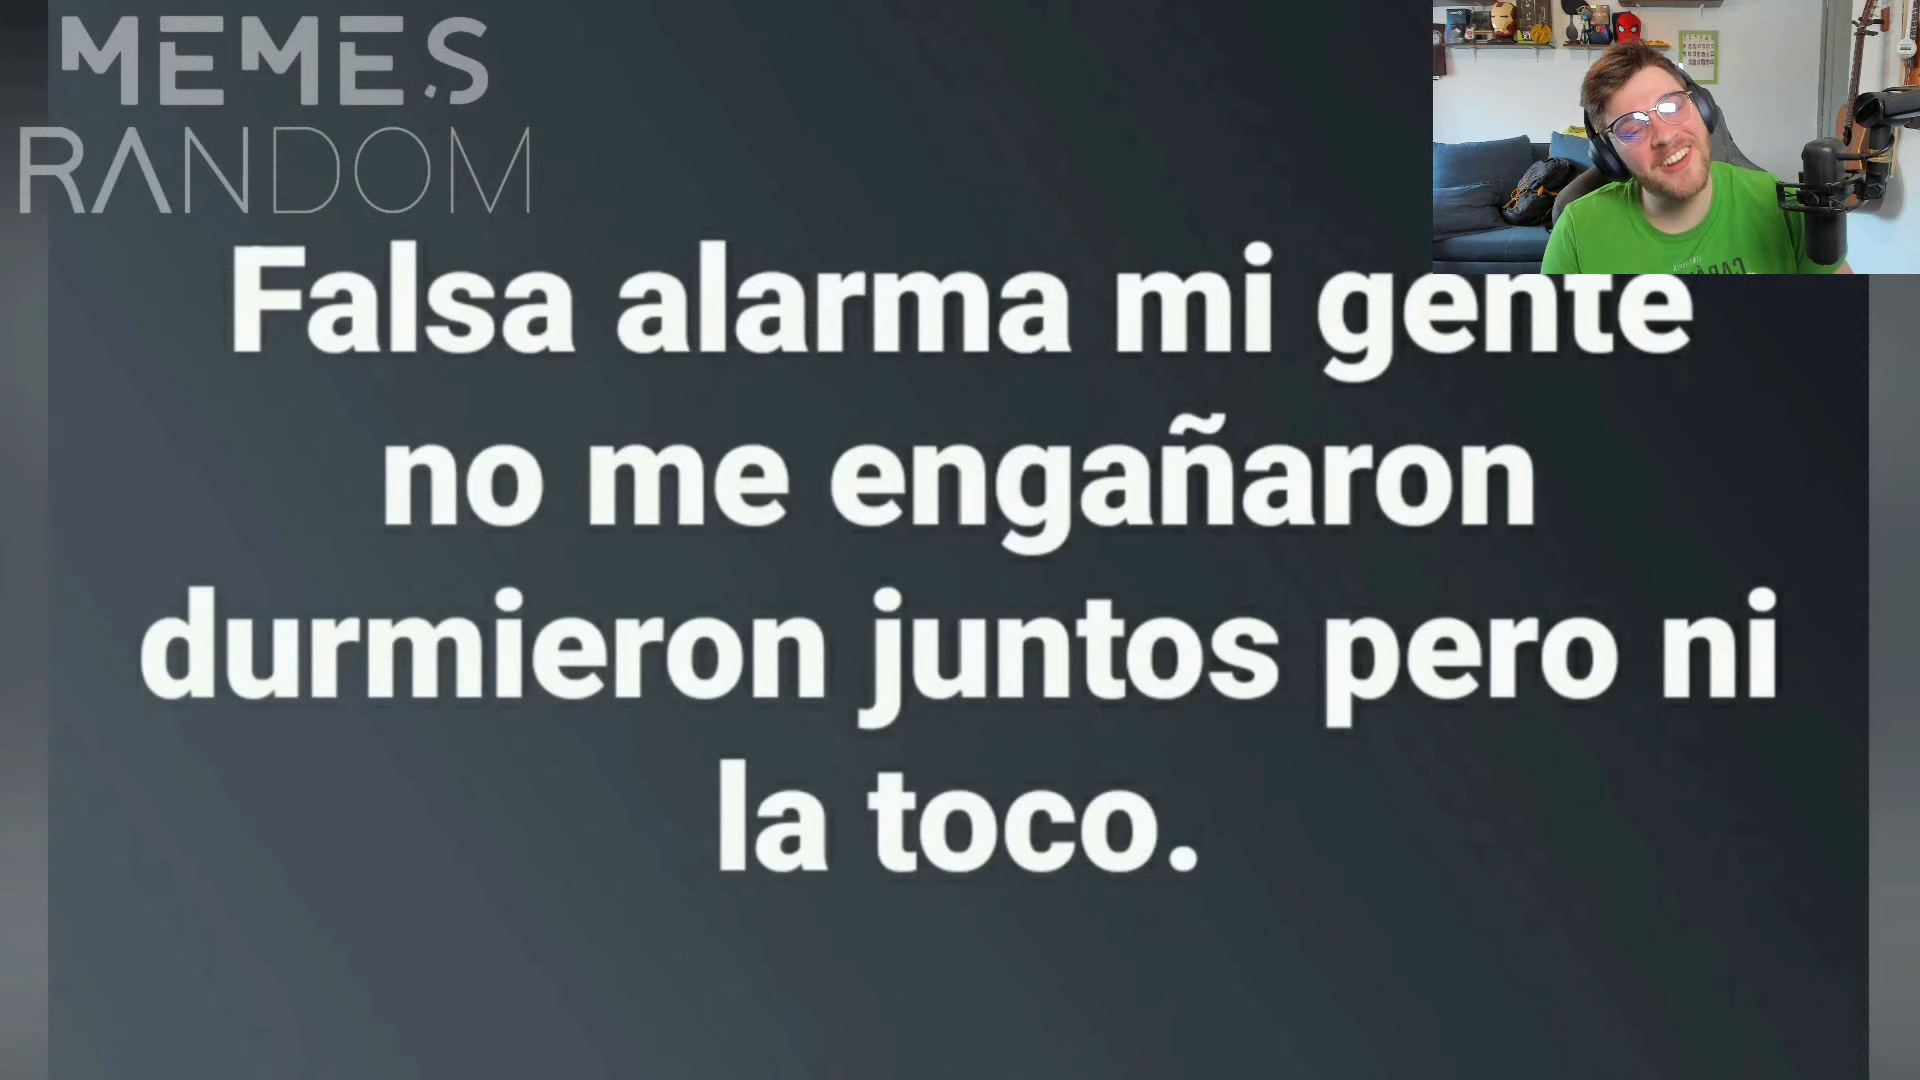 MEMES
RANDOM
Falsa alarma mi gente
no me engañaron
durmieron juntos pero ni
la toco.